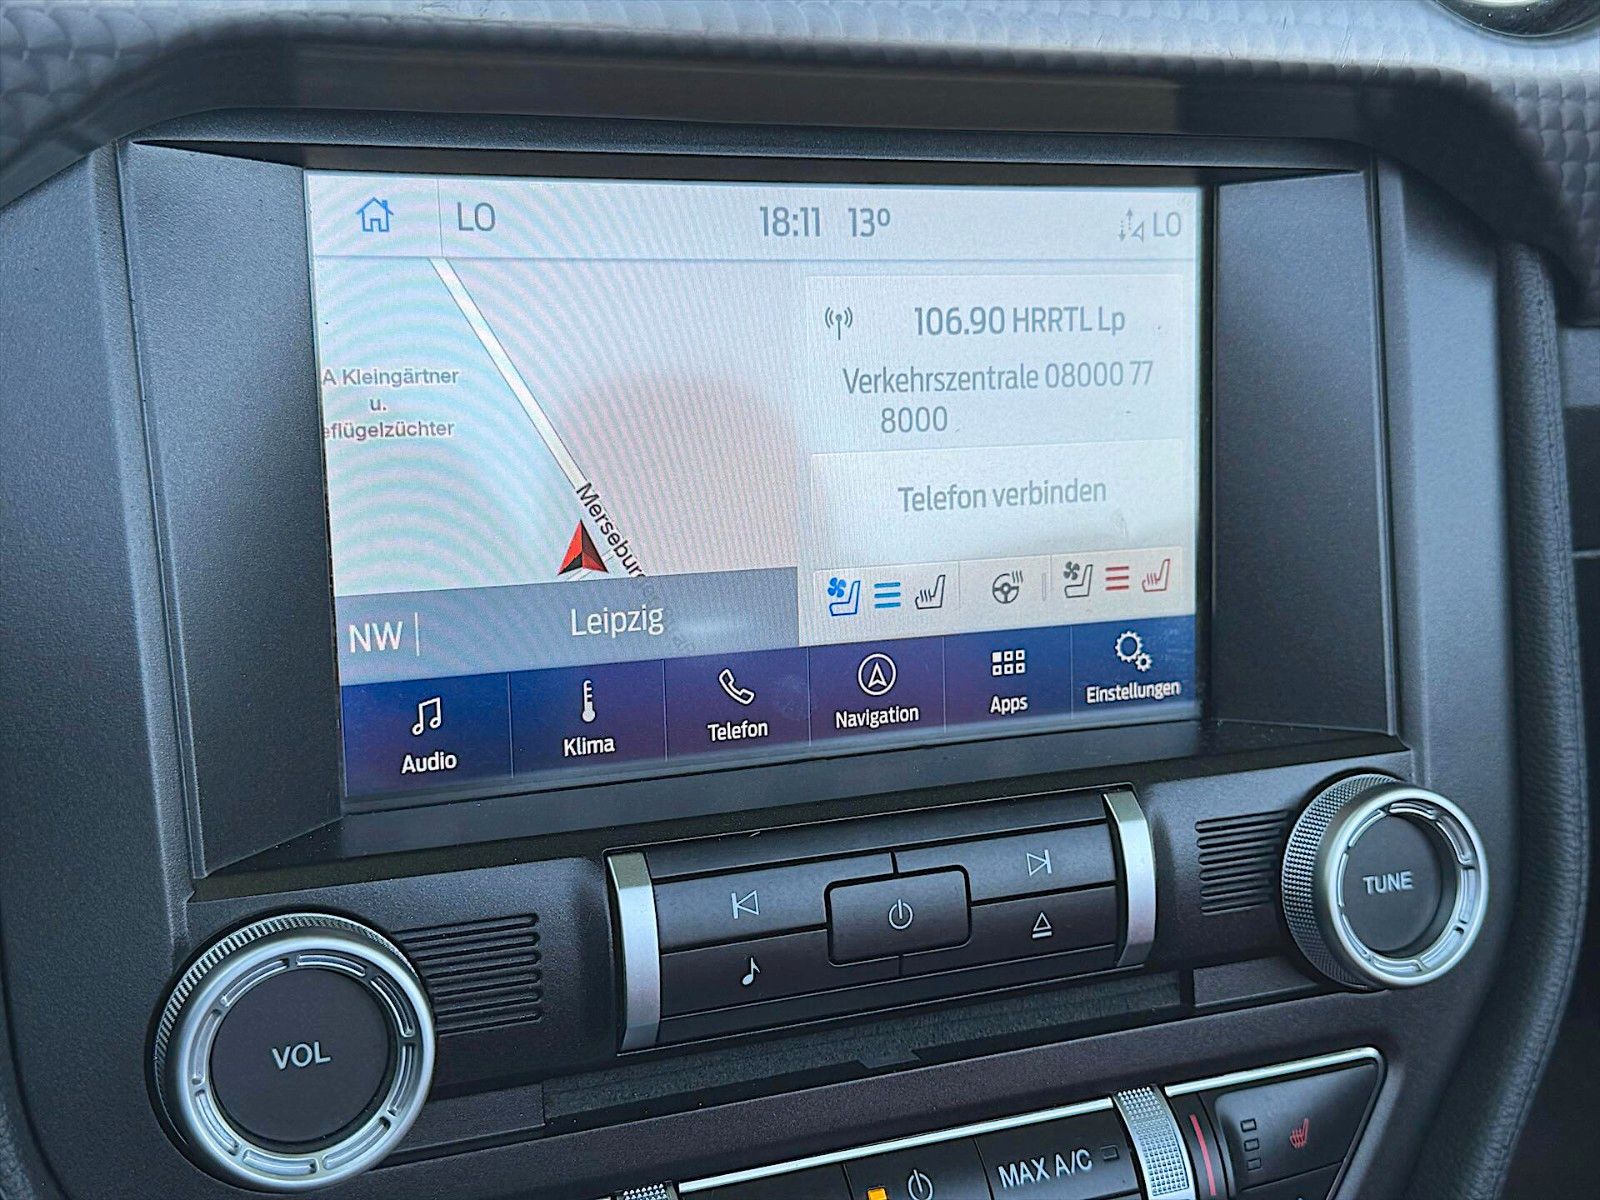 LO
18:11 13°
LO
A Kleingärtner
u.
eflügelzüchter
Merseburg
NW
Leipzig
106.90 HRRTL Lp
Verkehrszentrale 08000 77
8000
Telefon verbinden
Audio
Klima
Telefon
Navigation
Apps
Einstellungen
VOL
TUNE
MAX A/C